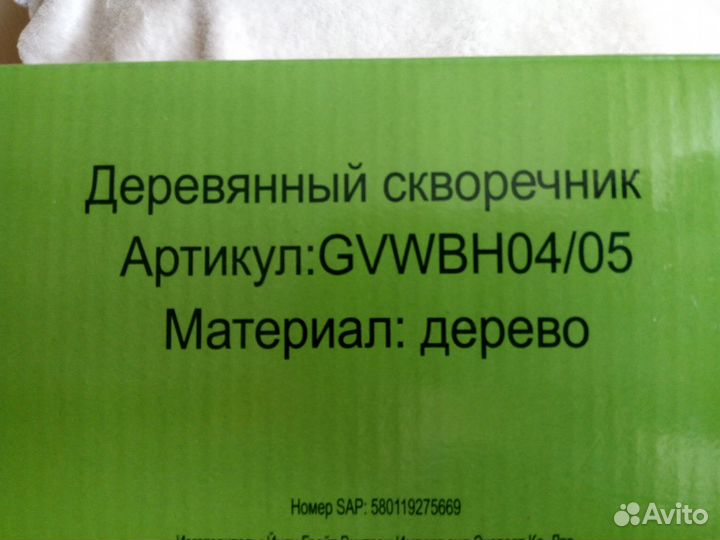 Деревянный скворечник
Артикул:GVWBH04/05
Материал: дерево
Номер SAP: 580119275669
Avito